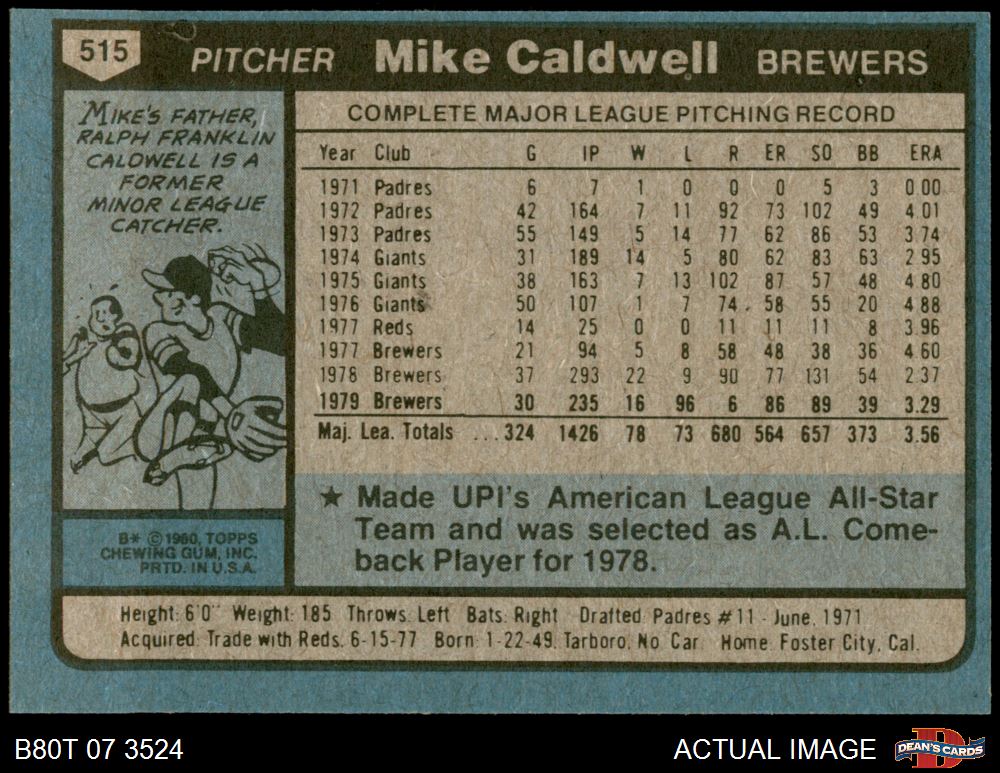 515 PITCHER Mike Caldwell BREWERS
MIKE'S FATHER,
RALPH FRANKLIN
CALDWELL IS A
FORMER
MINOR LEAGUE
CATCHER.
B* ©1980, TOPPS
CHEWING GUM, INC.
PRTD. IN U.S.A.
COMPLETE MAJOR LEAGUE PITCHING RECORD
Year Club G IP W L R ER SO BB ERA
1971 Padres 6 7 1 0 0 0 5 3 0.00
1972 Padres 42 164 7 11 92 73 102 49 4.01
1973 Padres 55 149 5 14 77 62 86 53 3.74
1974 Giants 31 189 14 5 80 62 83 63 2.95
1975 Giants 38 163 7 13 102 87 57 48 4.80
1976 Giants 50 107 1 7 74 58 55 20 4.88
1977 Reds 14 25 0 0 11 11 11 8 3.96
1977 Brewers 21 94 5 8 58 48 38 36 4.60
1978 Brewers 37 293 22 9 90 77 131 54 2.37
1979 Brewers 30 235 16 96 6 86 89 39 3.29
Maj. Lea. Totals ...324 1426 78 73 680 564 657 373 3.56
★ Made UPI's American League All-Star
Team and was selected as A.L. Come-
back Player for 1978.
Height: 6'0" Weight: 185 Throws: Left Bats: Right Drafted: Padres #11 - June, 1971
Acquired: Trade with Reds, 6-15-77 Born: 1-22-49, Tarboro, No. Car. Home: Foster City, Cal.
B80T 07 3524 ACTUAL IMAGE DEAN'S CARDS